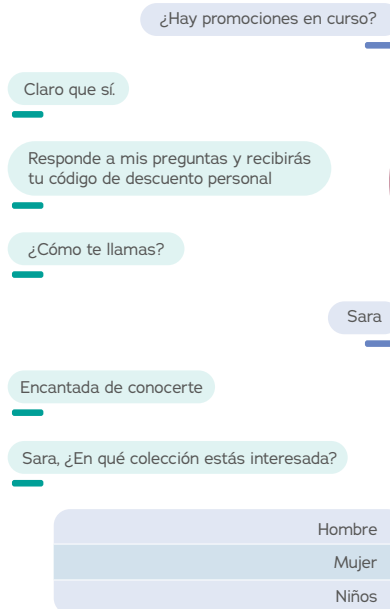 ¿Hay promociones en curso?
Claro que sí.
Responde a mis preguntas y recibirás
tu código de descuento personal
¿Cómo te llamas?
Sara
Encantada de conocerte
Sara, ¿En qué colección estás interesada?
Hombre
Mujer
Niños